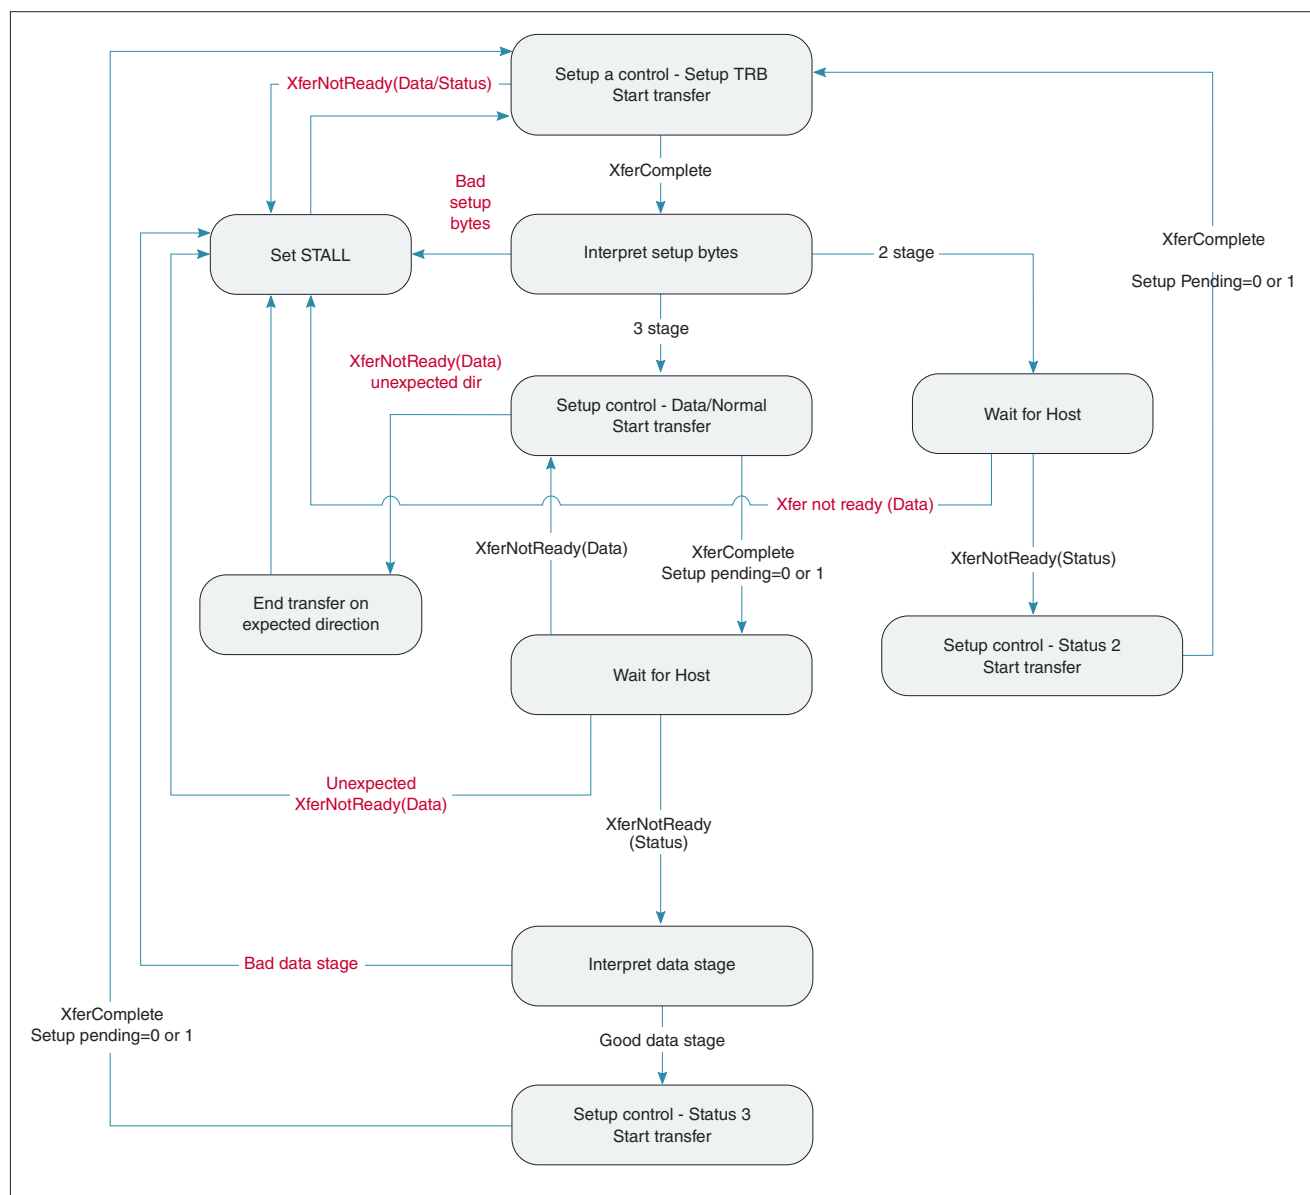 Setup a control - Setup TRB
Start transfer
XferNotReady(Data/Status)
XferComplete
Bad
setup
bytes
Set STALL
Interpret setup bytes
2 stage
XferComplete
Setup Pending=0 or 1
3 stage
XferNotReady(Data)
unexpected dir
Setup control - Data/Normal
Start transfer
Wait for Host
Xfer not ready (Data)
XferNotReady(Data)
XferComplete
Setup pending=0 or 1
XferNotReady(Status)
End transfer on
expected direction
Setup control - Status 2
Start transfer
Wait for Host
Unexpected
XferNotReady(Data)
XferNotReady
(Status)
Bad data stage
Interpret data stage
XferComplete
Setup pending=0 or 1
Good data stage
Setup control - Status 3
Start transfer